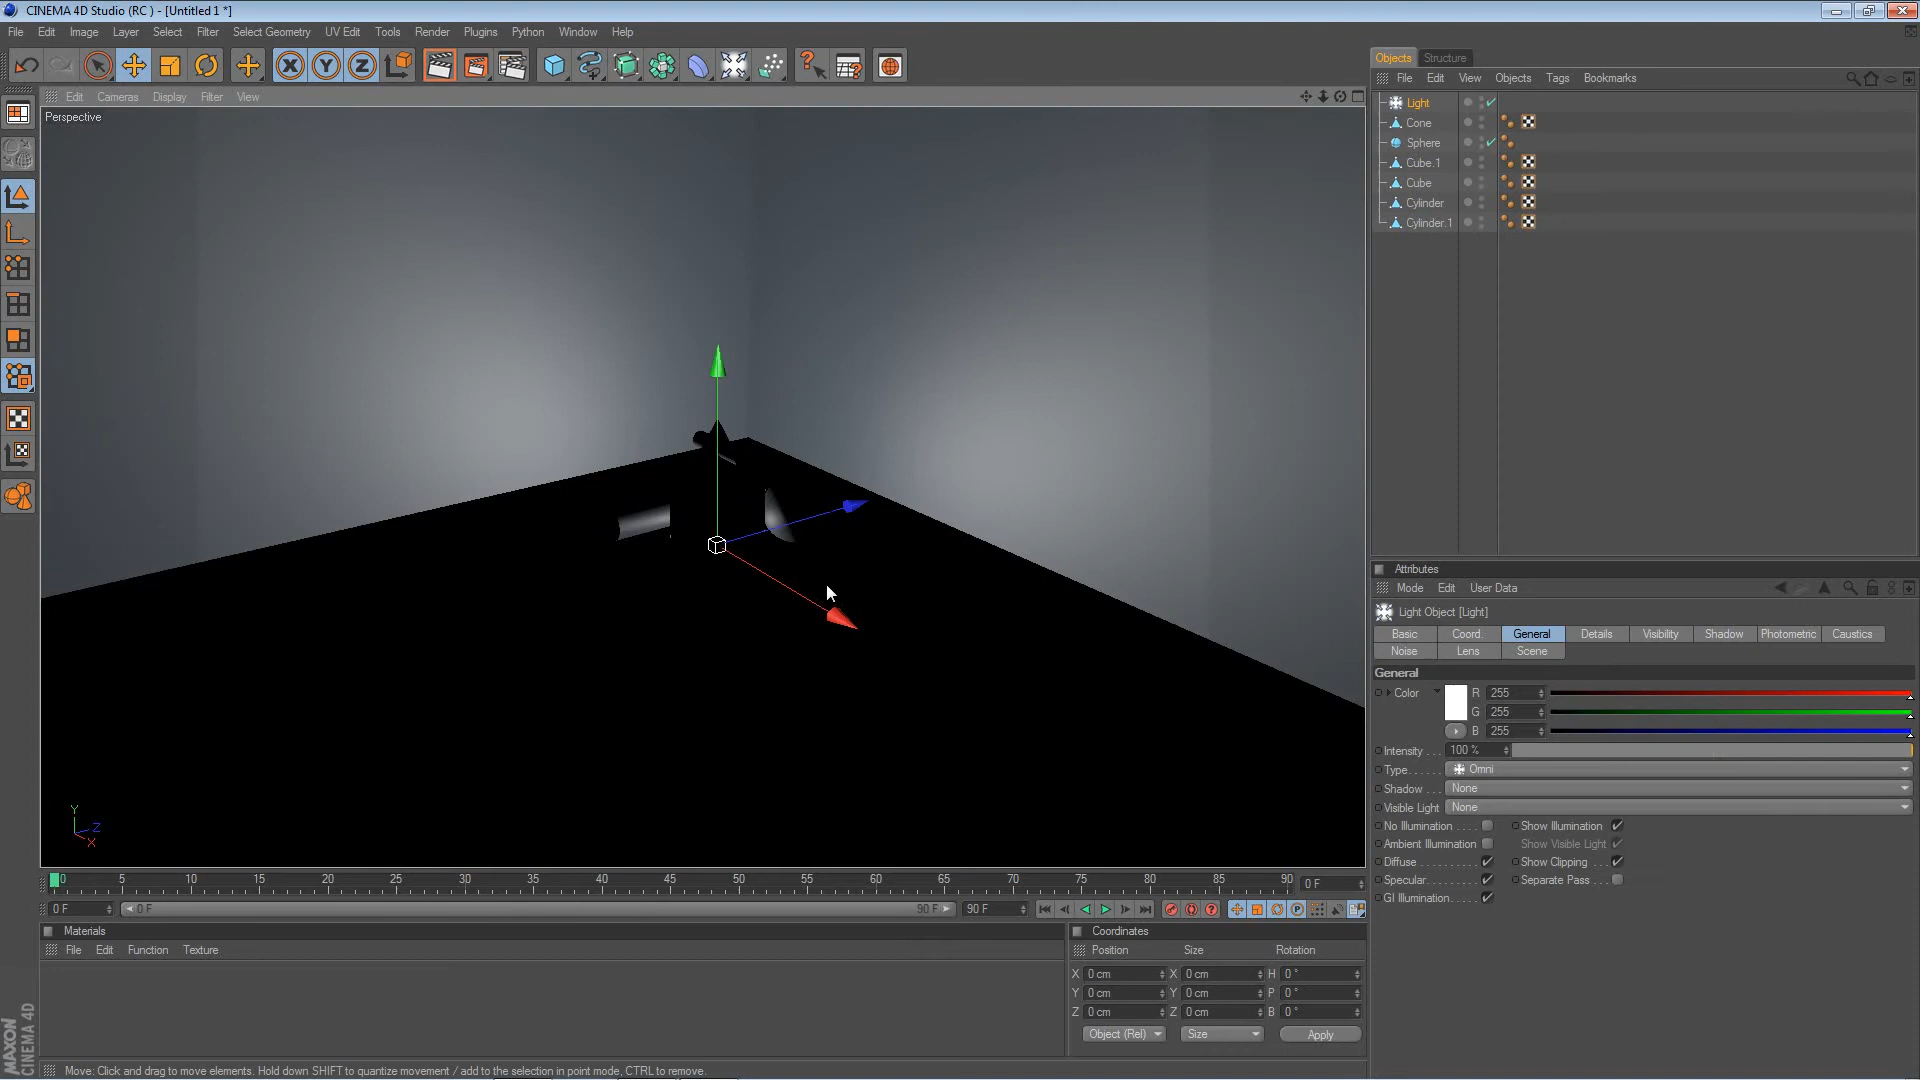 CINEMA 4D Studio (RC ) - [Untitled 1 *]
File Edit Image Layer Select Filter Select Geometry UV Edit Tools Render Plugins Python Window Help
Edit Cameras Display Filter View
Perspective
Y
Z
X
0 5 10 15 20 25 30 35 40 45 50 55 60 65 70 75 80 85 90 0 F
0 F 0 F 90 F 90 F
Materials
File Edit Function Texture
Coordinates
Position Size Rotation
X 0 cm X 0 cm H 0 °
Y 0 cm Y 0 cm P 0 °
Z 0 cm Z 0 cm B 0 °
Object (Rel) Size Apply
MAXON
CINEMA 4D
Move: Click and drag to move elements. Hold down SHIFT to quantize movement / add to the selection in point mode, CTRL to remove.
Objects Structure
File Edit View Objects Tags Bookmarks
Light
Cone
Sphere
Cube.1
Cube
Cylinder
Cylinder.1
Attributes
Mode Edit User Data
Light Object [Light]
Basic Coord. General Details Visibility Shadow Photometric Caustics
Noise Lens Scene
General
Color R 255
G 255
B 255
Intensity . . . 100 %
Type. . . . . . Omni
Shadow . . . None
Visible Light None
No Illumination . . . . Show Illumination
Ambient Illumination Show Visible Light
Diffuse . . . . . . . . . Show Clipping . . .
Specular. . . . . . . . Separate Pass . . .
GI Illumination. . . . .